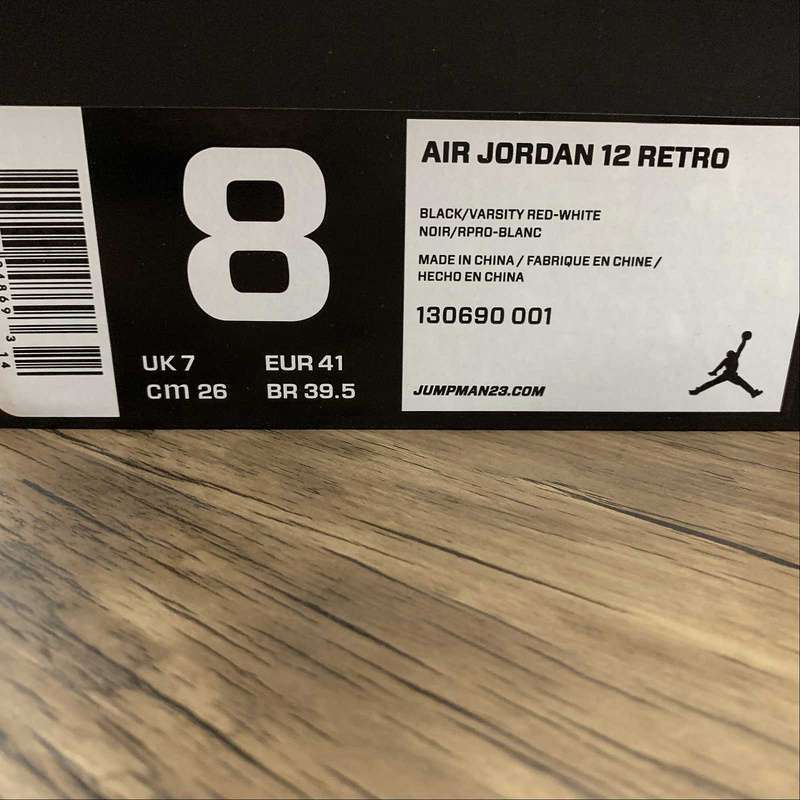 8
UK 7 EUR 41
cm 26 BR 39.5
AIR JORDAN 12 RETRO
BLACK/VARSITY RED-WHITE
NOIR/RPRO-BLANC
MADE IN CHINA / FABRIQUE EN CHINE /
HECHO EN CHINA
130690 001
JUMPMAN23.COM